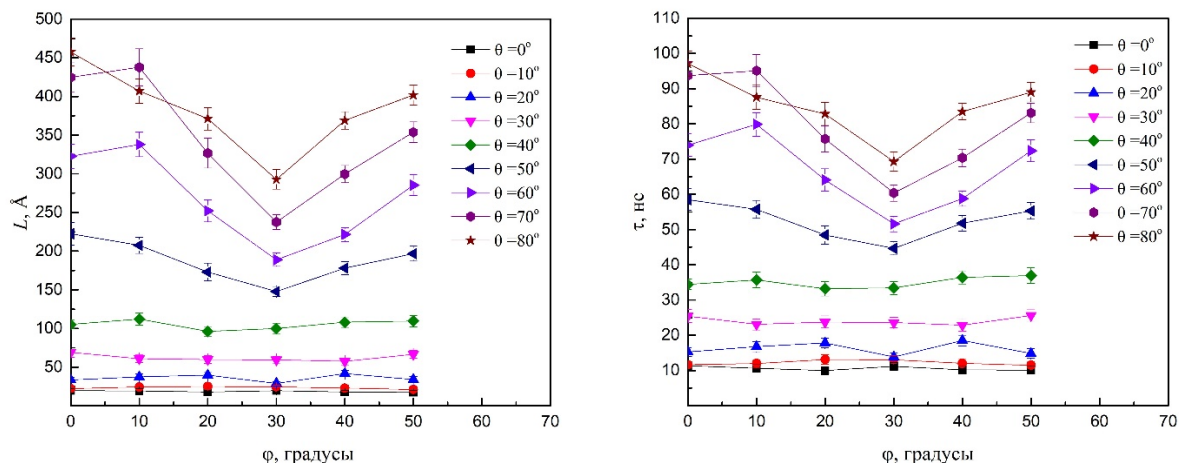 500
450
400
350
300
250
200
150
100
50
L, Å
0 10 20 30 40 50 60 70
φ, градусы
θ =0°
θ –10°
θ =20°
θ =30°
θ =40°
θ =50°
θ =60°
θ =70°
θ –80°
110
100
90
80
70
60
50
40
30
20
10
τ, нс
0 10 20 30 40 50 60 70
φ, градусы
θ =0°
θ =10°
θ =20°
θ =30°
θ =40°
θ =50°
θ =60°
θ –70°
θ =80°